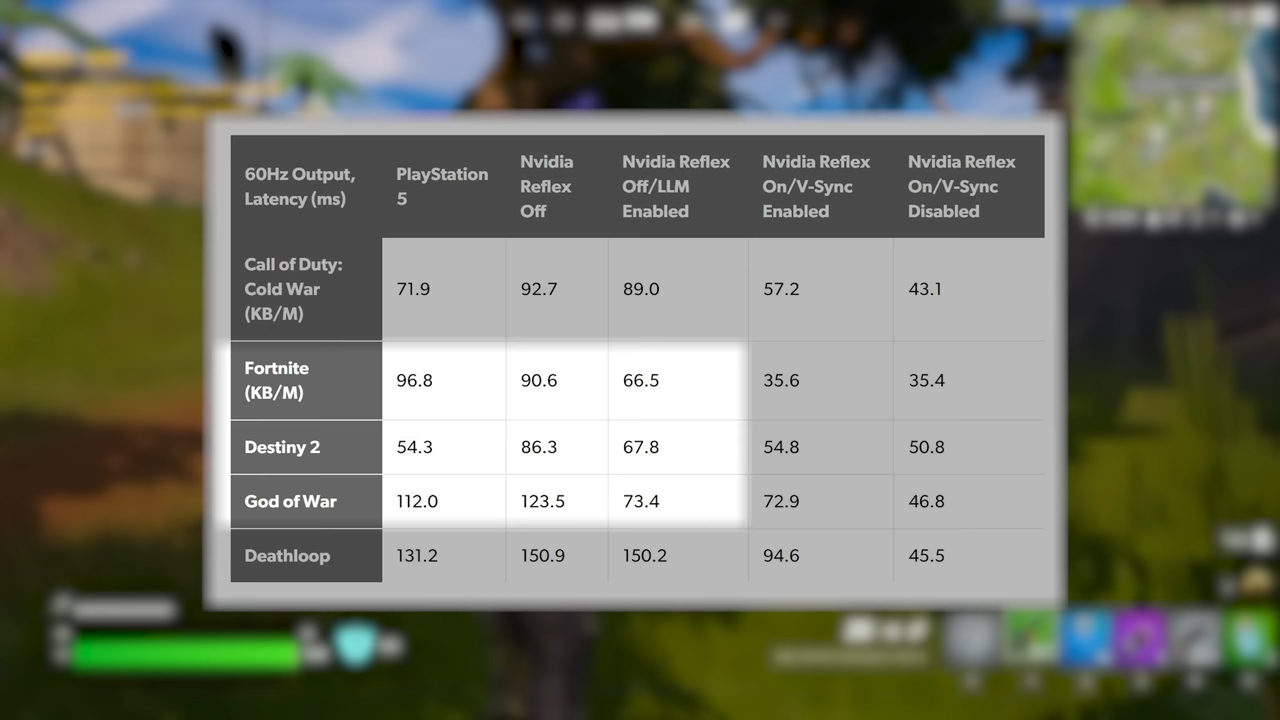 60Hz Output,
Latency (ms)
PlayStation
5
Nvidia
Reflex
Off
Nvidia Reflex
Off/LLM
Enabled
Nvidia Reflex
On/V-Sync
Enabled
Nvidia Reflex
On/V-Sync
Disabled
Call of Duty:
Cold War
(KB/M)
71.9
92.7
89.0
57.2
43.1
Fortnite
(KB/M)
96.8
90.6
66.5
35.6
35.4
Destiny 2
54.3
86.3
67.8
54.8
50.8
God of War
112.0
123.5
73.4
72.9
46.8
Deathloop
131.2
150.9
150.2
94.6
45.5